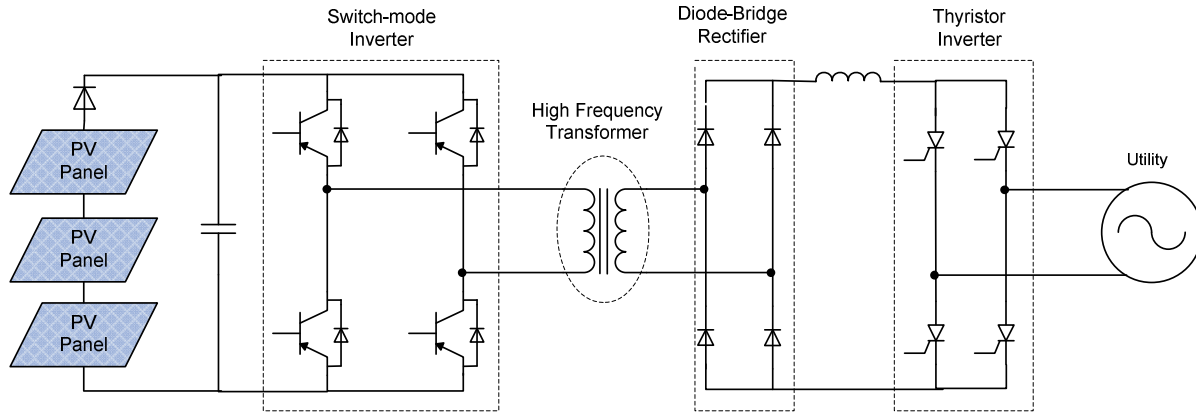 Switch-mode
Inverter
Diode-Bridge
Rectifier
Thyristor
Inverter
High Frequency
Transformer
PV
Panel
PV
Panel
PV
Panel
Utility